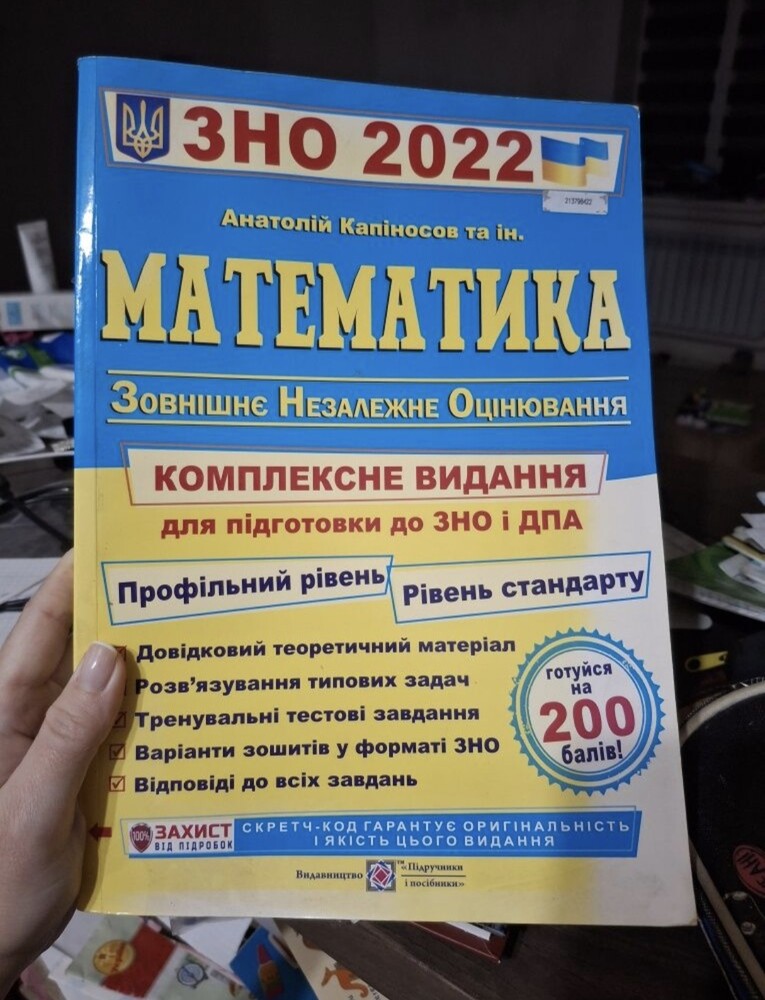 ЗНО 2022
213798422
Анатолій Капіносов та ін.
МАТЕМАТИКА
Зовнішнє Незалежне Оцінювання
КОМПЛЕКСНЕ ВИДАННЯ
для підготовки до ЗНО і ДПА
Профільний рівень
Рівень стандарту
Довідковий теоретичний матеріал
Розв'язування типових задач
Тренувальні тестові завдання
Варіанти зошитів у форматі ЗНО
Відповіді до всіх завдань
готуйся
на
200
балів!
100%
ЗАХИСТ
ВІД ПІДРОБОК
СКРЕТЧ-КОД ГАРАНТУЄ ОРИГІНАЛЬНІСТЬ
І ЯКІСТЬ ЦЬОГО ВИДАННЯ
Видавництво ™ «Підручники
і посібники»